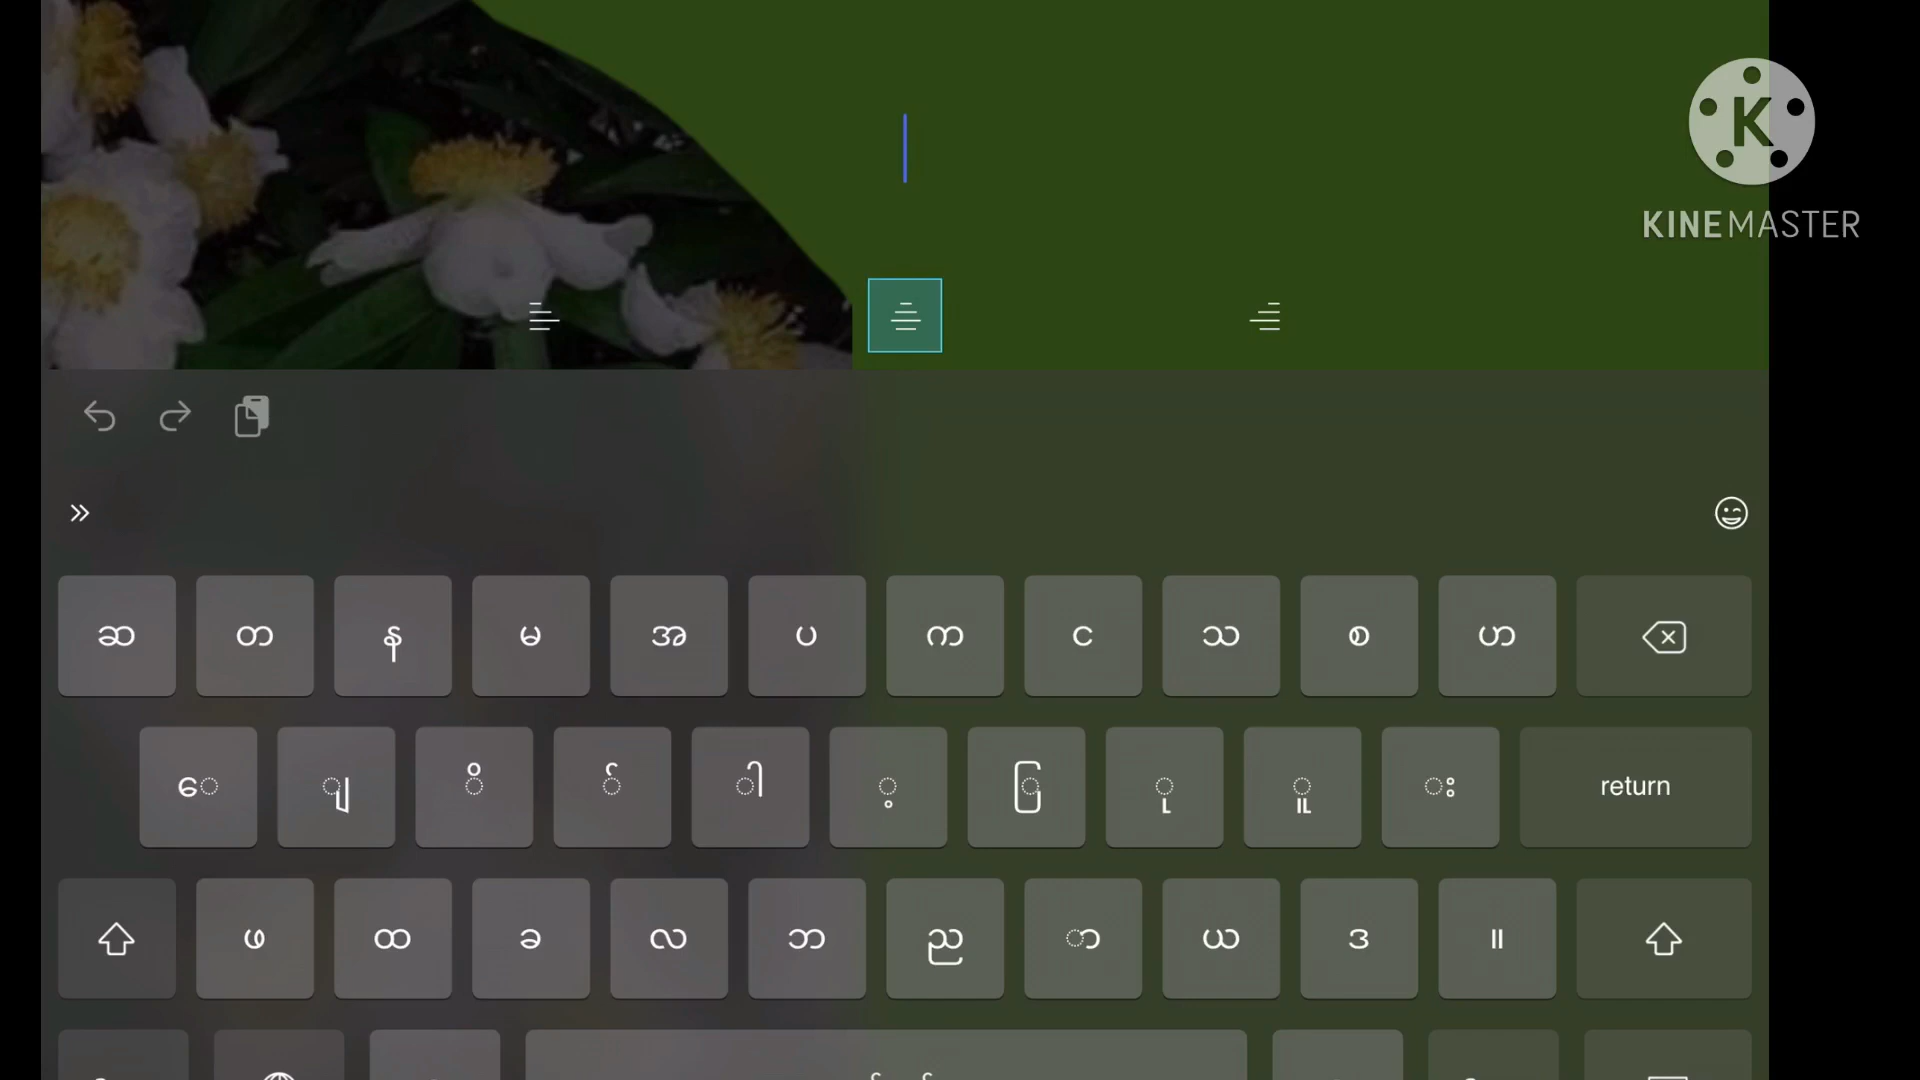 K
KINEMASTER
ဆ တ န မ အ ပ က င သ စ ဟ
ေ ျ ိ ် ါ ့ ြ ု ူ း return
ဖ ထ ခ လ ဘ ည ာ ယ ဒ ။